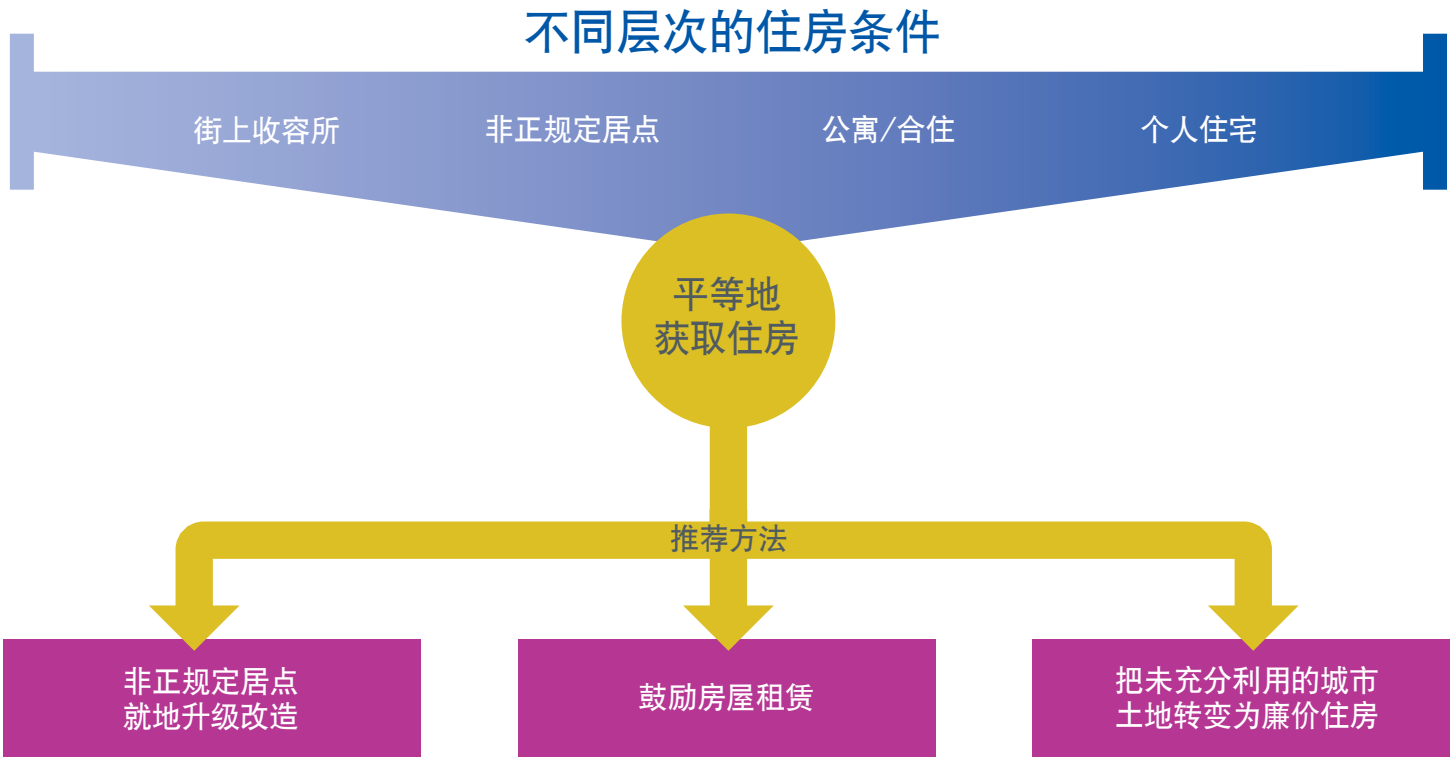 不同层次的住房条件
街上收容所
非正规定居点
公寓/合住
个人住宅
平等地
获取住房
推荐方法
非正规定居点
就地升级改造
鼓励房屋租赁
把未充分利用的城市
土地转变为廉价住房